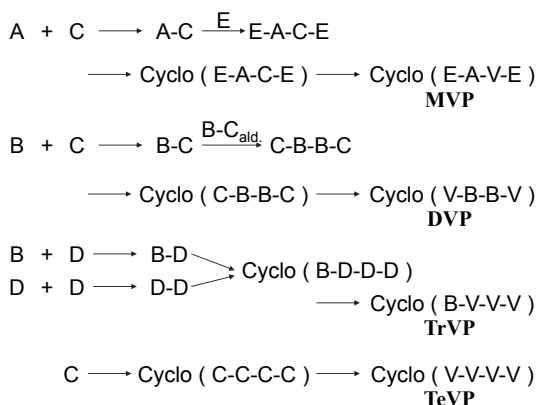 A + C ⟶ A-C E⟶ E-A-C-E
⟶ Cyclo ( E-A-C-E ) ⟶ Cyclo ( E-A-V-E )
MVP
B + C ⟶ B-C B-Cald.⟶ C-B-B-C
⟶ Cyclo ( C-B-B-C ) ⟶ Cyclo ( V-B-B-V )
DVP
B + D ⟶ B-D
Cyclo ( B-D-D-D )
D + D ⟶ D-D
⟶ Cyclo ( B-V-V-V )
TrVP
C ⟶ Cyclo ( C-C-C-C ) ⟶ Cyclo ( V-V-V-V )
TeVP